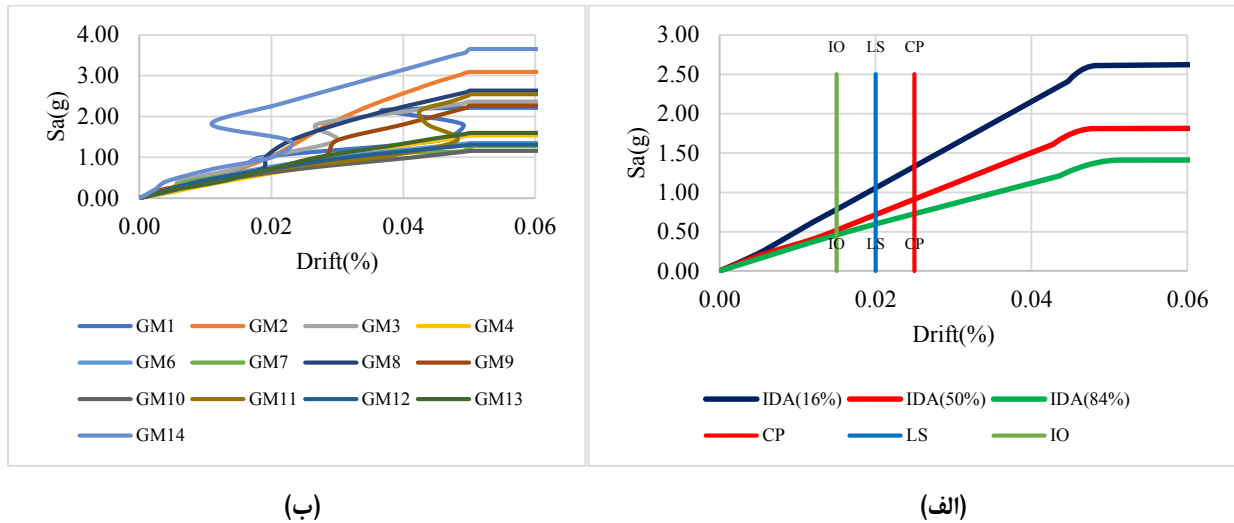 4.00
3.00
2.00
1.00
0.00
Sa(g)
0.00 0.02 0.04 0.06
Drift(%)
GM1 GM2 GM3 GM4
GM6 GM7 GM8 GM9
GM10 GM11 GM12 GM13
GM14
(ب)
3.00
2.50
2.00
1.50
1.00
0.50
0.00
Sa(g)
IO LS CP
IO LS CP
0.00 0.02 0.04 0.06
Drift(%)
IDA(16%) IDA(50%) IDA(84%)
CP LS IO
(الف)